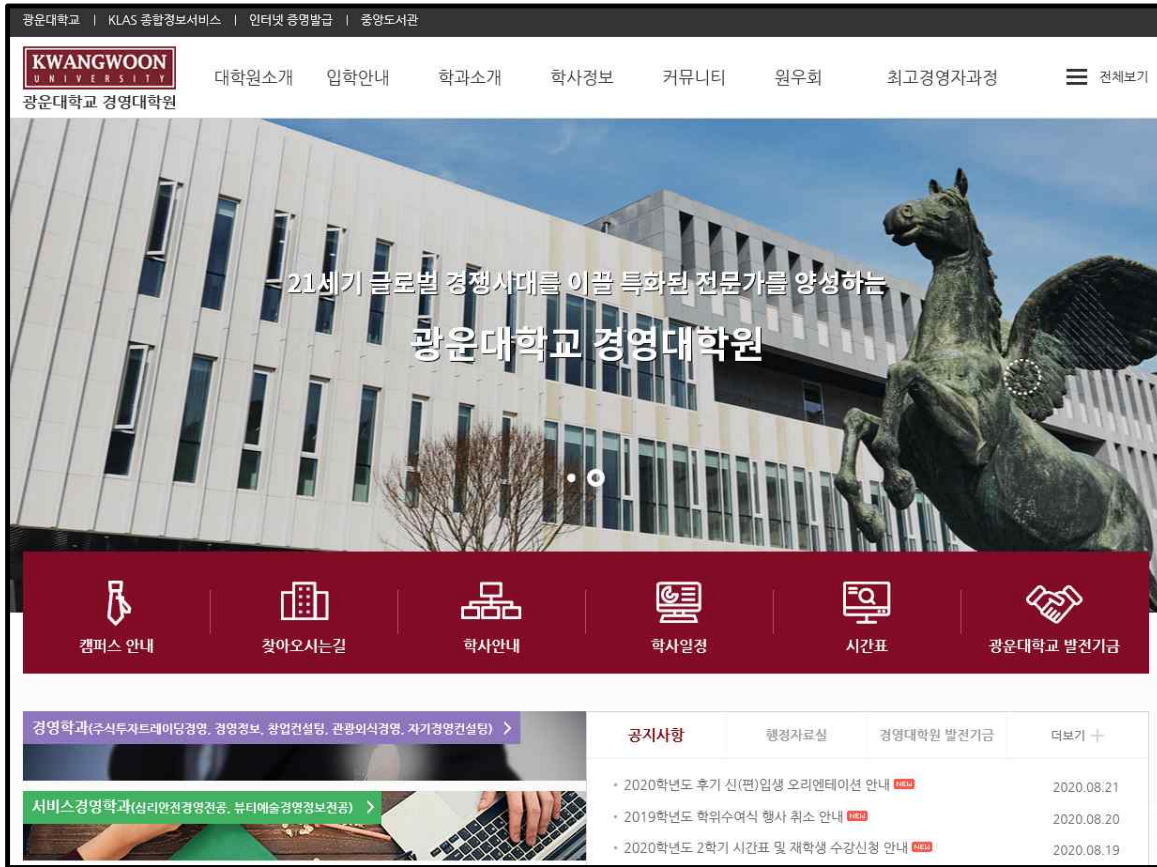 광운대학교 | KLAS 종합정보서비스 | 인터넷 증명발급 | 중앙도서관
KWANGWOON
UNIVERSITY
광운대학교 경영대학원
대학원소개 입학안내 학과소개 학사정보 커뮤니티 원우회 최고경영자과정 전체보기
21세기 글로벌 경쟁시대를 이끌 특화된 전문가를 양성하는
광운대학교 경영대학원
캠퍼스 안내 찾아오시는길 학사안내 학사일정 시간표 광운대학교 발전기금
경영학과(주식투자트레이딩경영, 경영정보, 창업컨설팅, 관광외식경영, 자기경영컨설팅) >
서비스경영학과(심리안전경영전공, 뷰티예술경영정보전공) >
공지사항 행정자료실 경영대학원 발전기금 더보기 +
• 2020학년도 후기 신(편)입생 오리엔테이션 안내 NEW 2020.08.21
• 2019학년도 학위수여식 행사 취소 안내 NEW 2020.08.20
• 2020학년도 2학기 시간표 및 재학생 수강신청 안내 NEW 2020.08.19